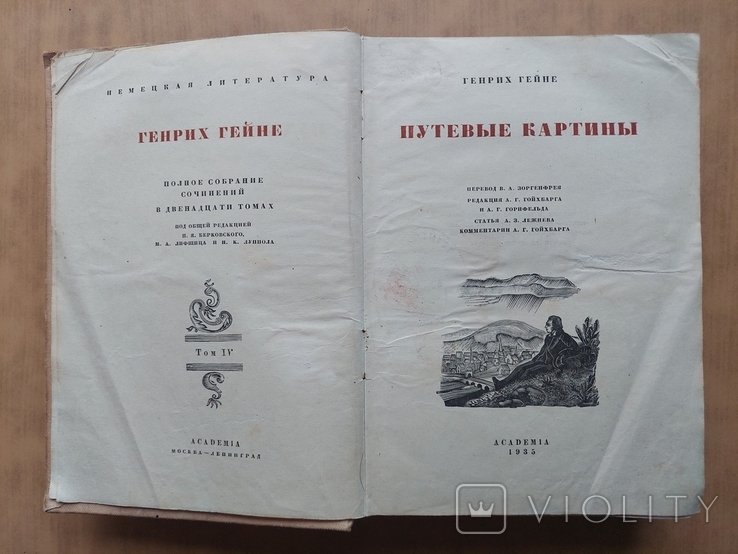 НЕМЕЦКАЯ ЛИТЕРАТУРА
ГЕНРИХ ГЕЙНЕ
ПОЛНОЕ СОБРАНИЕ
СОЧИНЕНИЙ
В ДВЕНАДЦАТИ ТОМАХ
ПОД ОБЩЕЙ РЕДАКЦИЕЙ
Н. Я. БЕРКОВСКОГО,
М. А. ЛИФШИЦА И И. К. ЛУППОЛА
Том IV
ACADEMIA
МОСКВА—ЛЕНИНГРАД
ГЕНРИХ ГЕЙНЕ
ПУТЕВЫЕ КАРТИНЫ
ПЕРЕВОД В. А. ЗОРГЕНФРЕЯ
РЕДАКЦИЯ А. Г. ГОЙХБАРГА
И А. Г. ГОРНФЕЛЬДА
СТАТЬЯ А. З. ЛЕЖНЕВА
КОММЕНТАРИИ А. Г. ГОЙХБАРГА
ACADEMIA
1935
VIOLITY